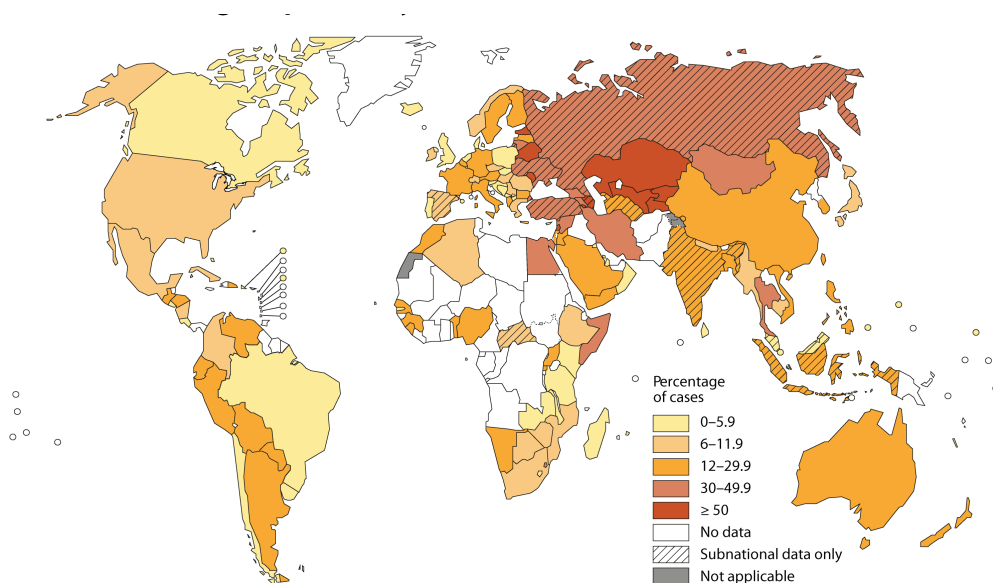 Percentage
of cases
0–5.9
6–11.9
12–29.9
30–49.9
≥ 50
No data
Subnational data only
Not applicable